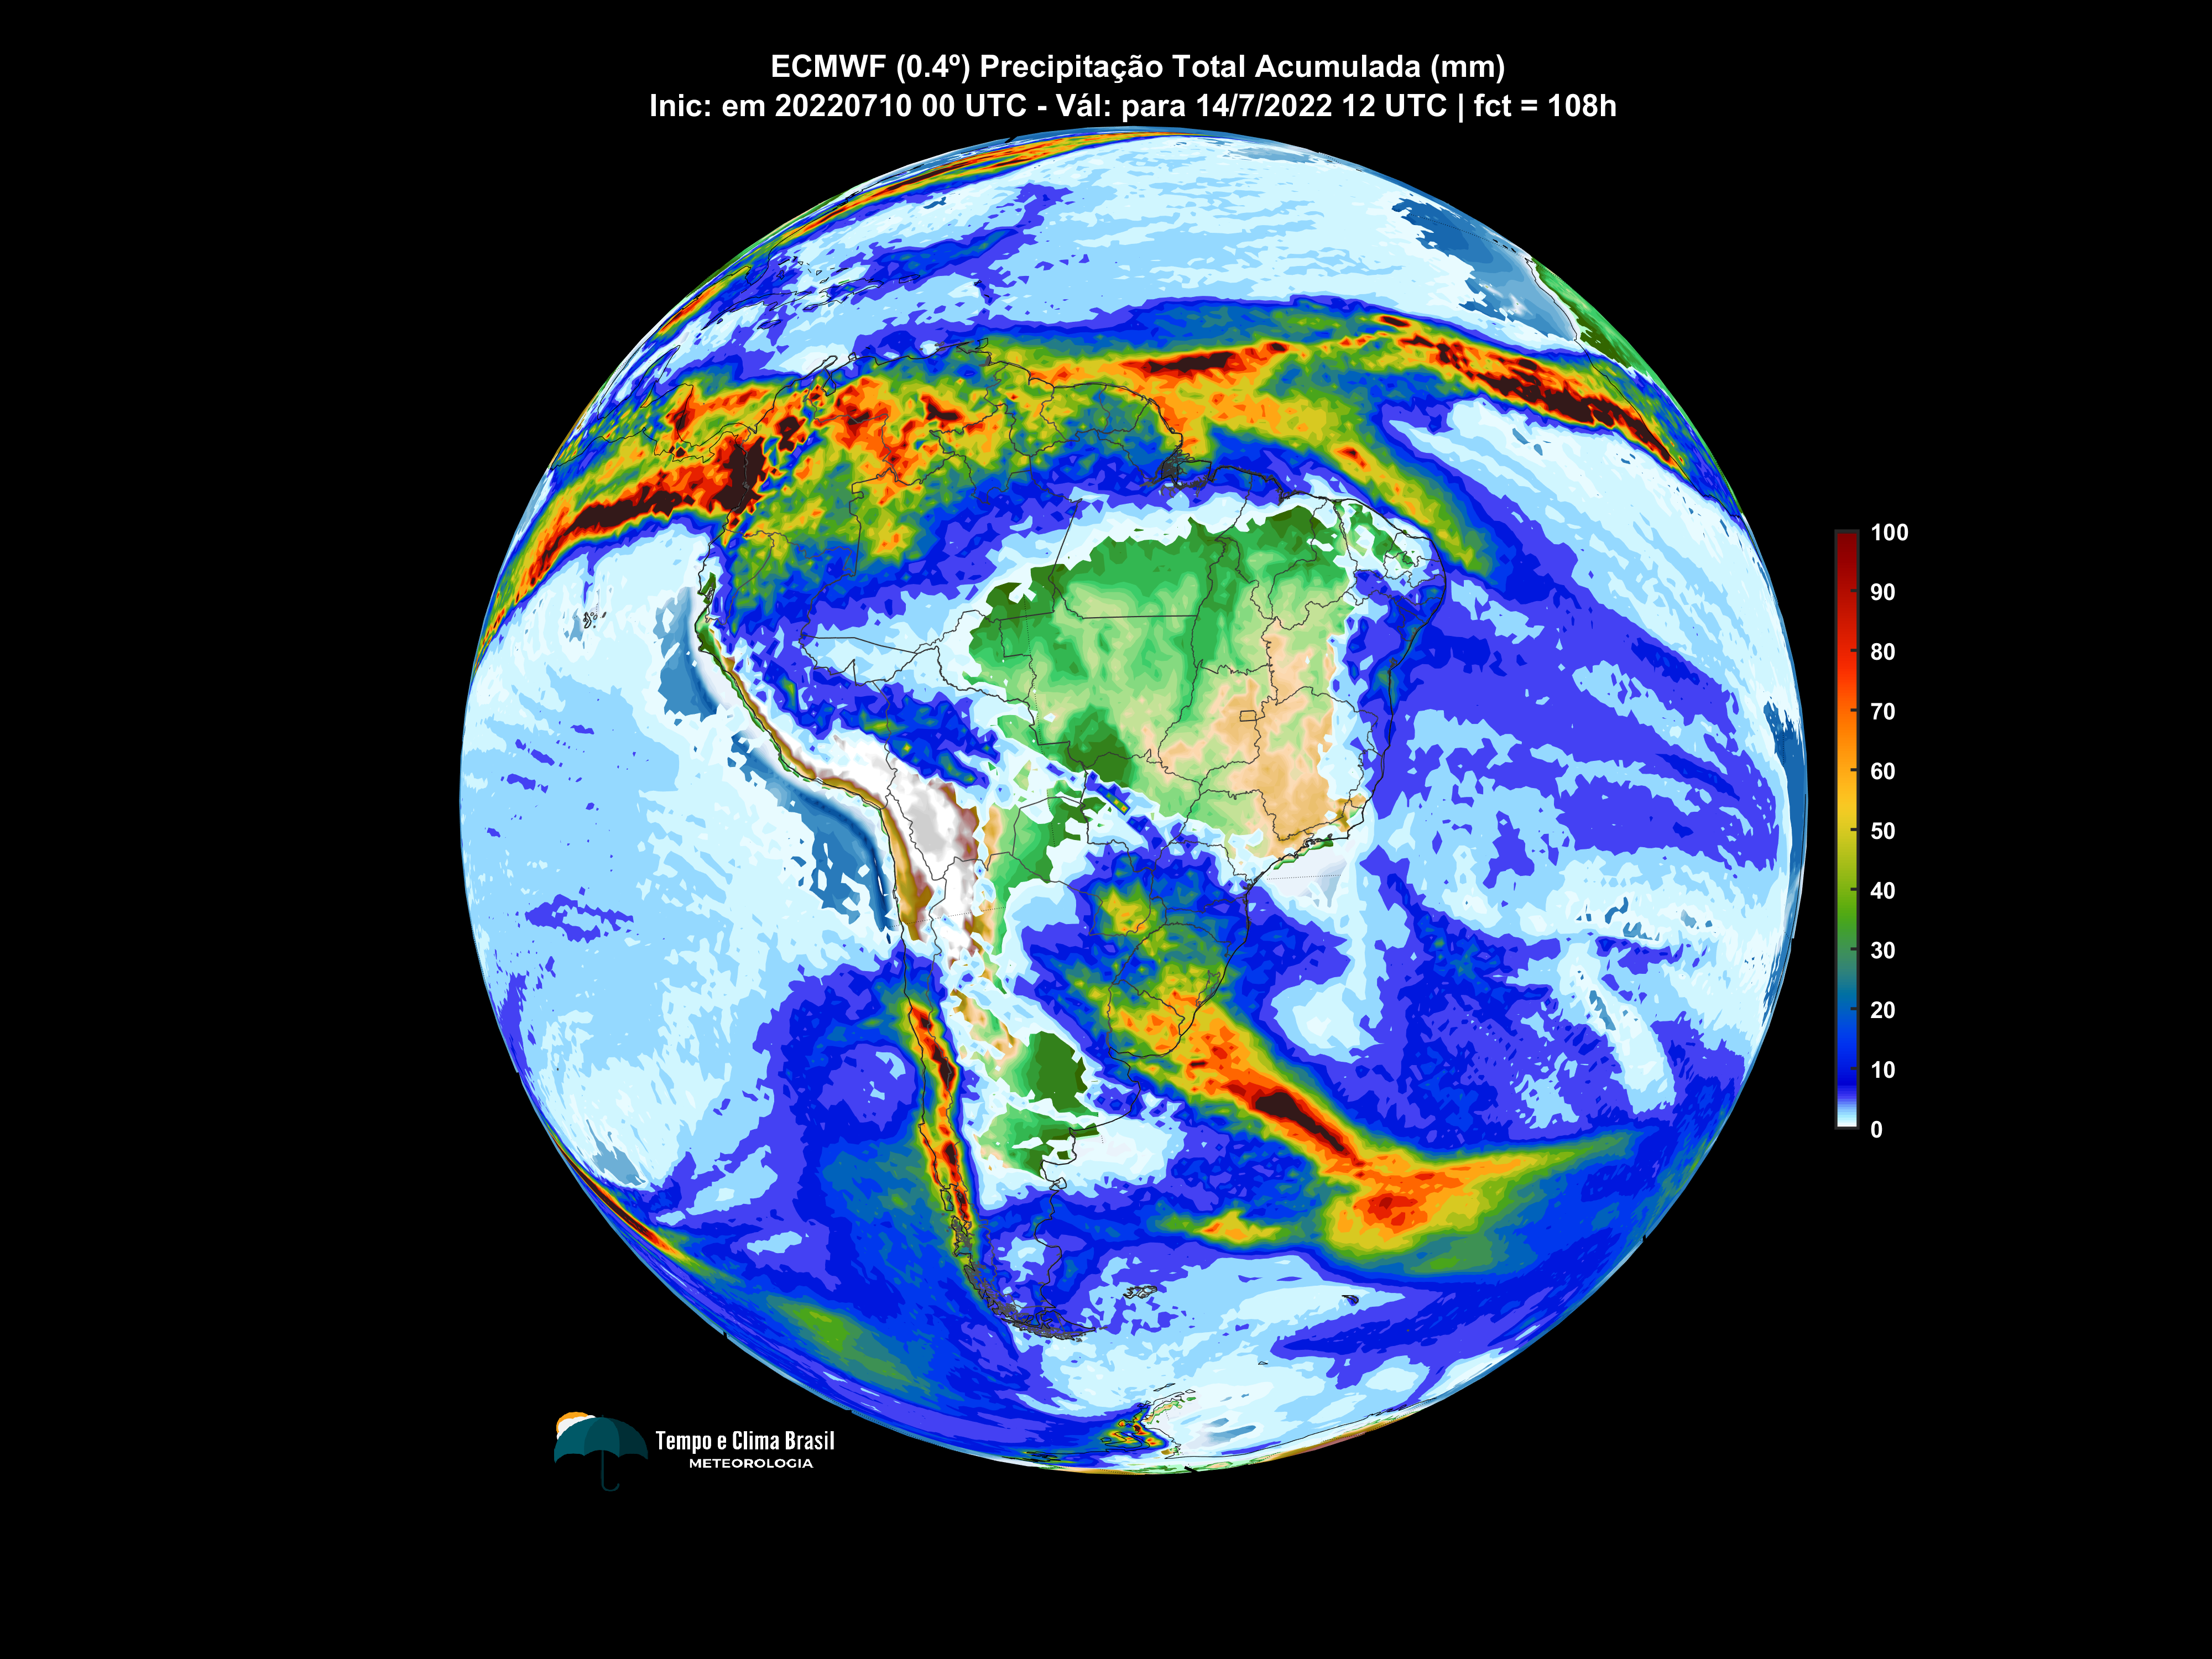 ECMWF (0.4º) Precipitação Total Acumulada (mm)
Inic: em 20220710 00 UTC - Vál: para 14/7/2022 12 UTC | fct = 108h
100
90
80
70
60
50
40
30
20
10
0
Tempo e Clima Brasil
METEOROLOGIA